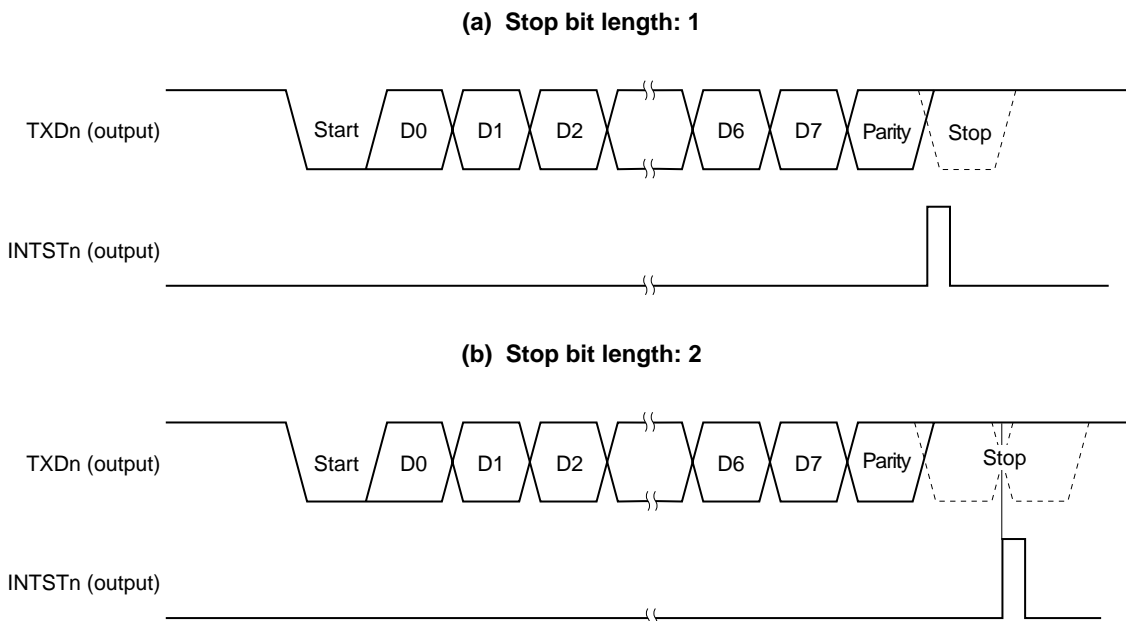 (a) Stop bit length: 1
TXDn (output) Start D0 D1 D2 D6 D7 Parity Stop
INTSTn (output)
(b) Stop bit length: 2
TXDn (output) Start D0 D1 D2 D6 D7 Parity Stop
INTSTn (output)